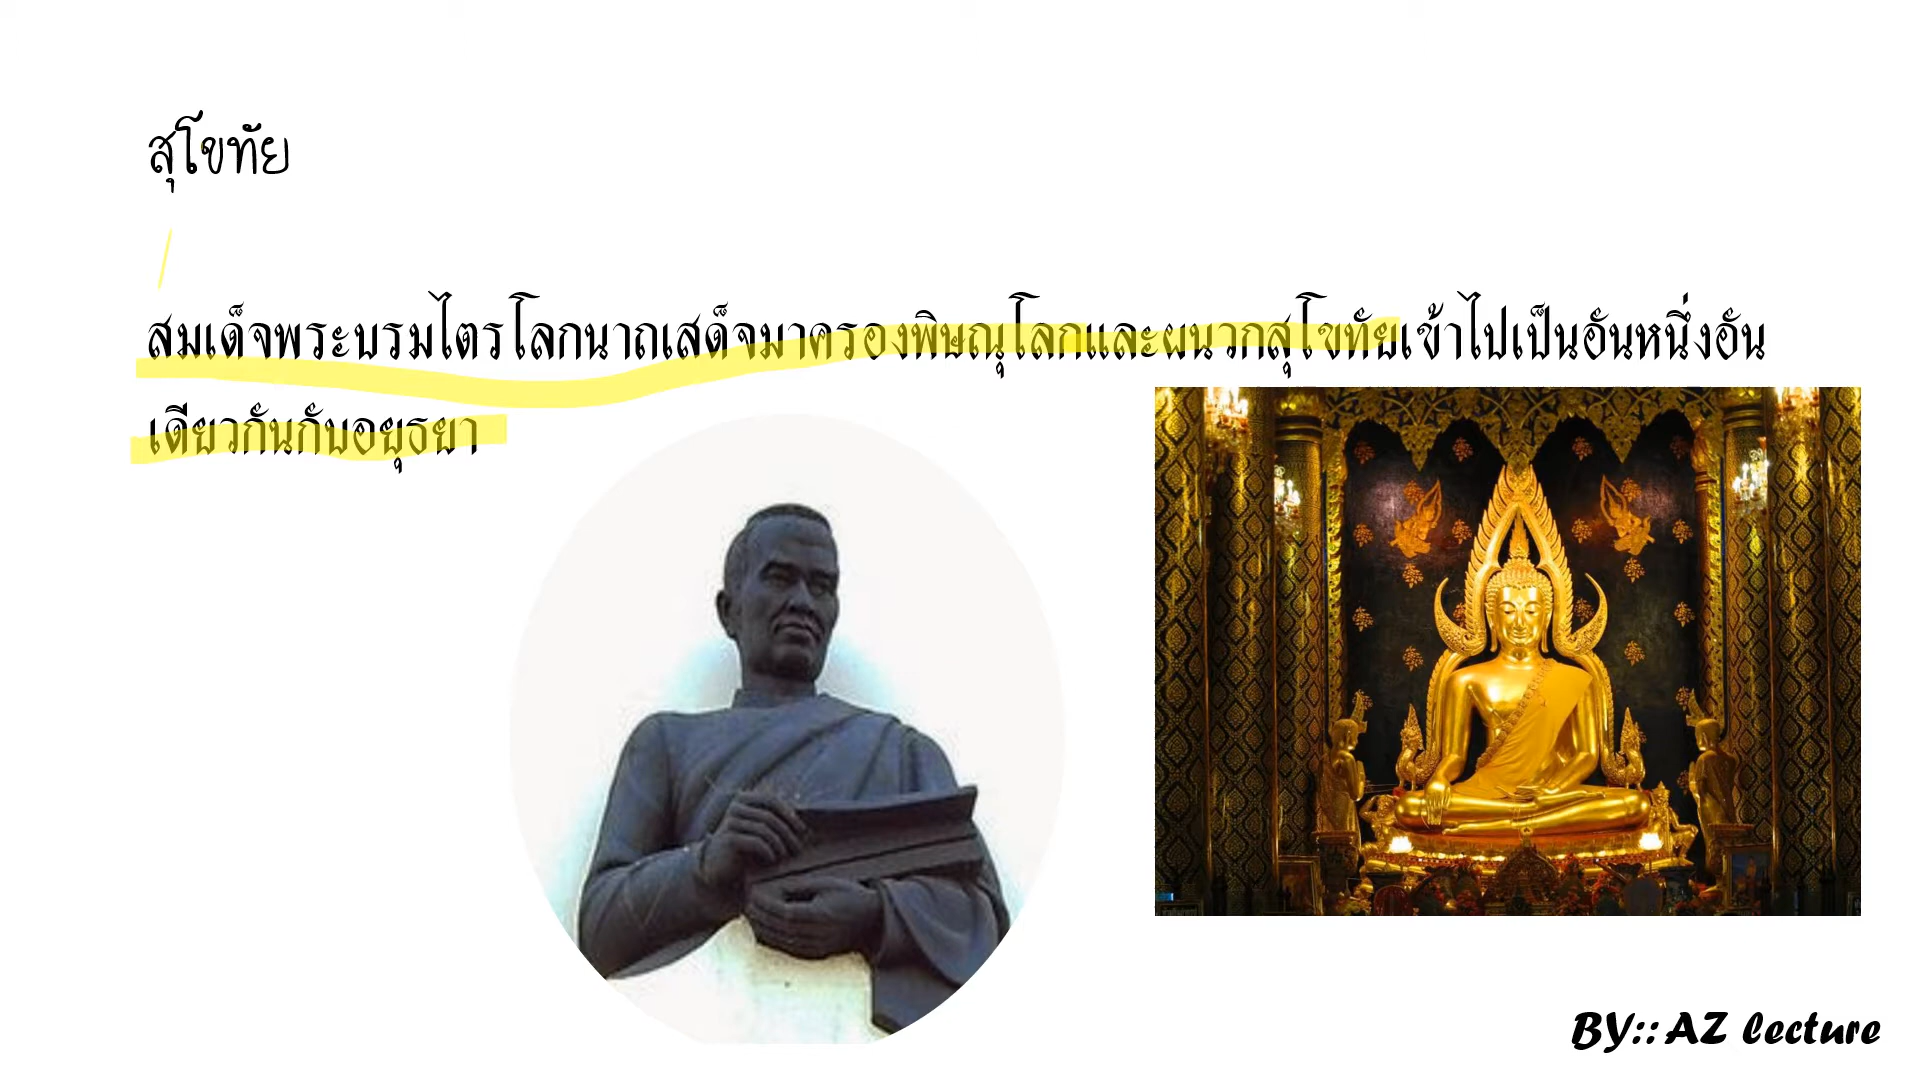 สุโขทัย
สมเด็จพระบรมไตรโลกนาถเสด็จมาครองพิษณุโลกและผนวกสุโขทัยเข้าไปเป็นอันหนึ่งอัน
เดียวกันกับอยุธยา
BY:: AZ lecture